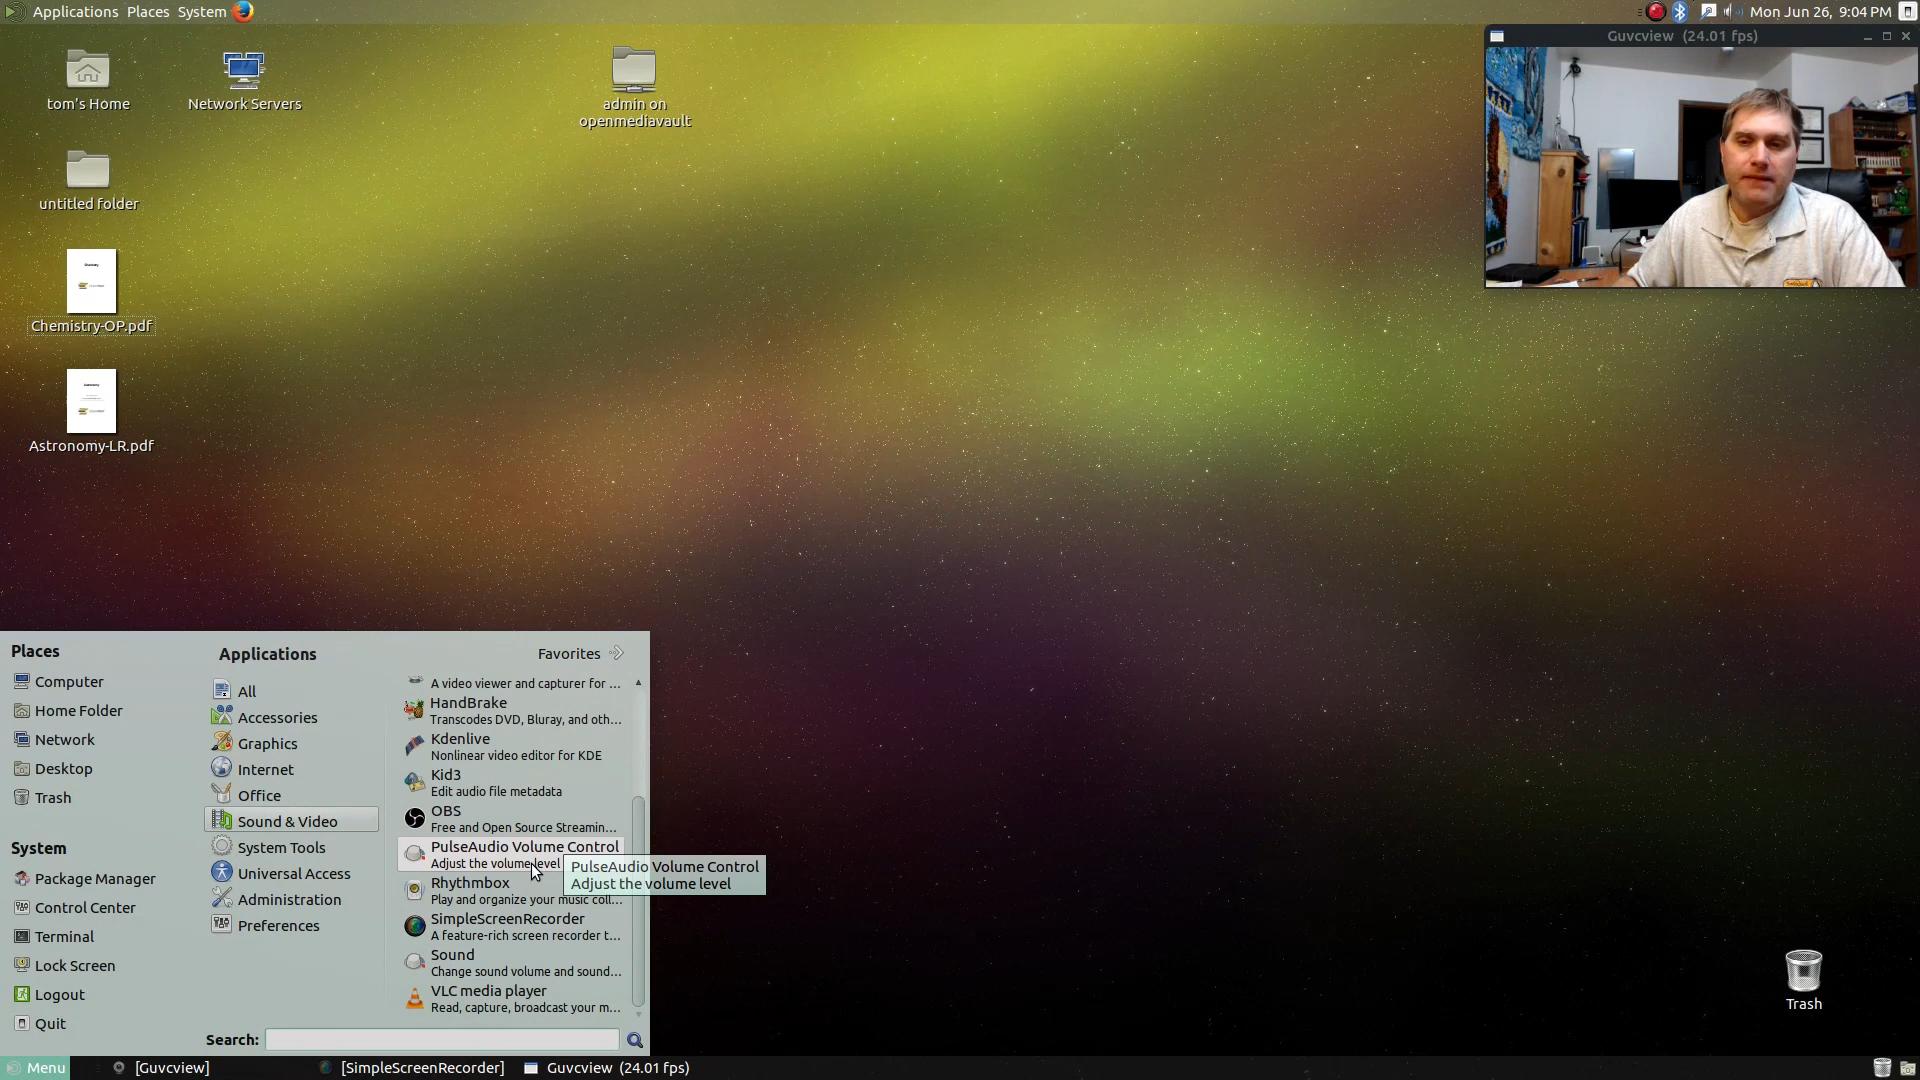 Applications Places System
Mon Jun 26, 9:04 PM
Guvcview (24.01 fps)
tom's Home
Network Servers
admin on
openmediavault
untitled folder
Chemistry
Chemistry-OP.pdf
Astronomy
Astronomy-LR.pdf
Places
Computer
Home Folder
Network
Desktop
Trash
System
Package Manager
Control Center
Terminal
Lock Screen
Logout
Quit
Applications
All
Accessories
Graphics
Internet
Office
Sound & Video
System Tools
Universal Access
Administration
Preferences
Favorites
A video viewer and capturer for ...
HandBrake
Transcodes DVD, Bluray, and oth...
Kdenlive
Nonlinear video editor for KDE
Kid3
Edit audio file metadata
OBS
Free and Open Source Streamin...
PulseAudio Volume Control
Adjust the volume level
PulseAudio Volume Control
Adjust the volume level
Rhythmbox
Play and organize your music coll...
SimpleScreenRecorder
A feature-rich screen recorder t...
Sound
Change sound volume and sound...
VLC media player
Read, capture, broadcast your m...
Search:
Trash
Menu
[Guvcview]
[SimpleScreenRecorder]
Guvcview (24.01 fps)